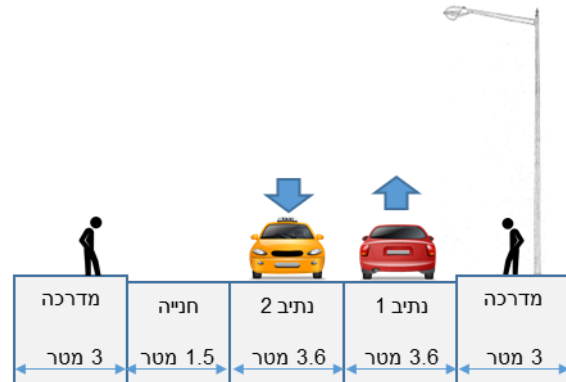 מדרכה
חנייה
נתיב 2
נתיב 1
מדרכה
3 מטר
1.5 מטר
3.6 מטר
3.6 מטר
3 מטר